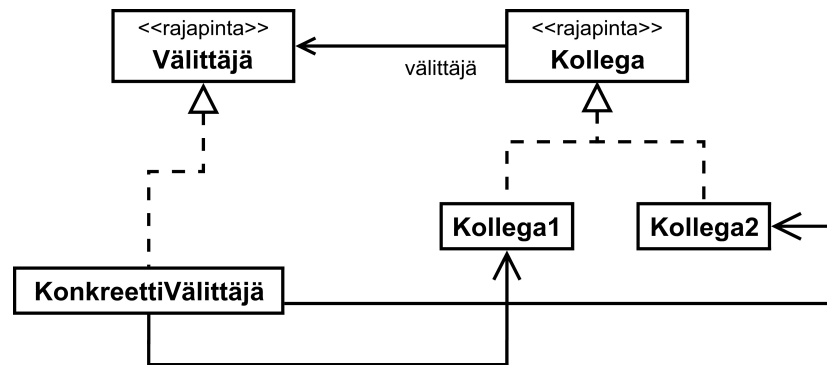 <<rajapinta>>
Välittäjä
<<rajapinta>>
Kollega
välittäjä
Kollega1
Kollega2
KonkreettiVälittäjä